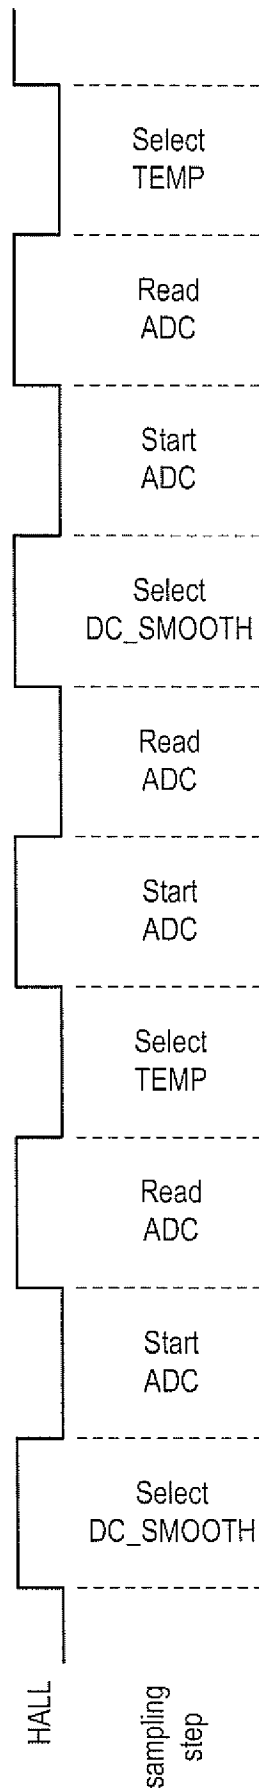 Select
TEMP
Read
ADC
Start
ADC
Select
DC_SMOOTH
Read
ADC
Start
ADC
Select
TEMP
Read
ADC
Start
ADC
Select
DC_SMOOTH
HALL
sampling
step